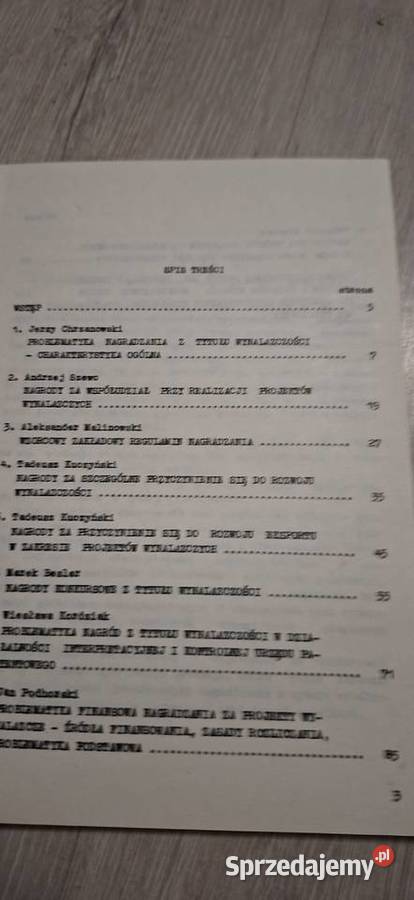 SPIS TREŚCI
strona
WSTĘP 5
1. Jerzy Chrzanowski
PROBLEMATYKA NAGRADZANIA Z TYTUŁU WYNALAZCZOŚCI
- CHARAKTERYSTYKA OGÓLNA 7
2. Andrzej Szewc
NAGRODY ZA WSPÓŁUDZIAŁ PRZY REALIZACJI PROJEKTÓW
WYNALAZCZYCH 19
3. Aleksander Malinowski
WZORCOWY ZAKŁADOWY REGULAMIN NAGRADZANIA 27
4. Tadeusz Kuczyński
NAGRODY ZA SZCZEGÓLNE PRZYCZYNIENIE SIĘ DO ROZWOJU
WYNALAZCZOŚCI 35
. Tadeusz Kuczyński
NAGRODY ZA PRZYCZYNIENIE SIĘ DO ROZWOJU EKSPORTU
W ZAKRESIE PROJEKTÓW WYNALAZCZYCH 45
Marek Besler
NAGRODY KONKURSOWE Z TYTUŁU WYNALAZCZOŚCI 55
Wiesława
PROBLEMATYKA NAGRÓD Z TYTUŁU WYNALAZCZOŚCI W DZIA-
ŁALNOŚCI INTERPRETACYJNEJ I KONTROLNEJ URZĘDU PA-
TENTOWEGO 71
Jan Podhorski
PROBLEMATYKA FINANSOWA NAGRADZANIA ZA PROJEKTY WY-
NALAZCZE - ŹRÓDŁA FINANSOWANIA, ZASADY ROZLICZANIA,
PROBLEMATYKA PODATKOWA 85
3
Sprzedajemy.pl